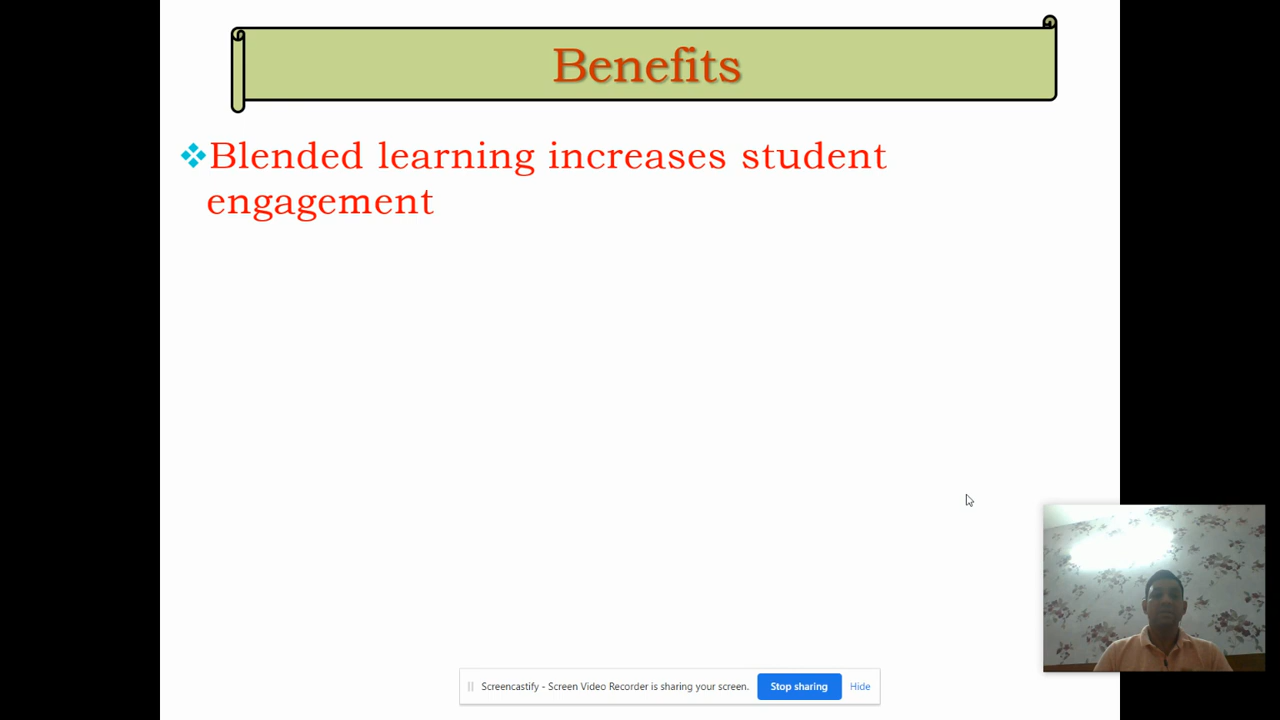 Benefits
Blended learning increases student
engagement
Screencastify - Screen Video Recorder is sharing your screen.
Stop sharing
Hide